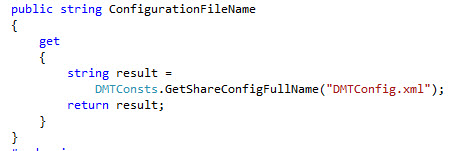 public string ConfigurationFileName
{
get
{
string result =
DMTConsts.GetShareConfigFullName("DMTConfig.xml");
return result;
}
}